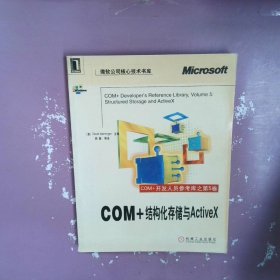 微软公司核心技术书库
Microsoft
COM+ Developer's Reference Library, Volume 5:
Structured Storage and ActiveX
COM+开发人员参考库之第5卷
COM+结构化存储与ActiveX
机械工业出版社